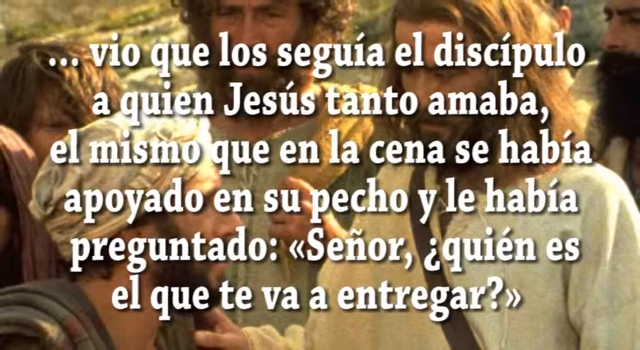 ... vio que los seguía el discípulo
a quien Jesús tanto amaba,
el mismo que en la cena se había
apoyado en su pecho y le había
preguntado: «Señor, ¿quién es
el que te va a entregar?»